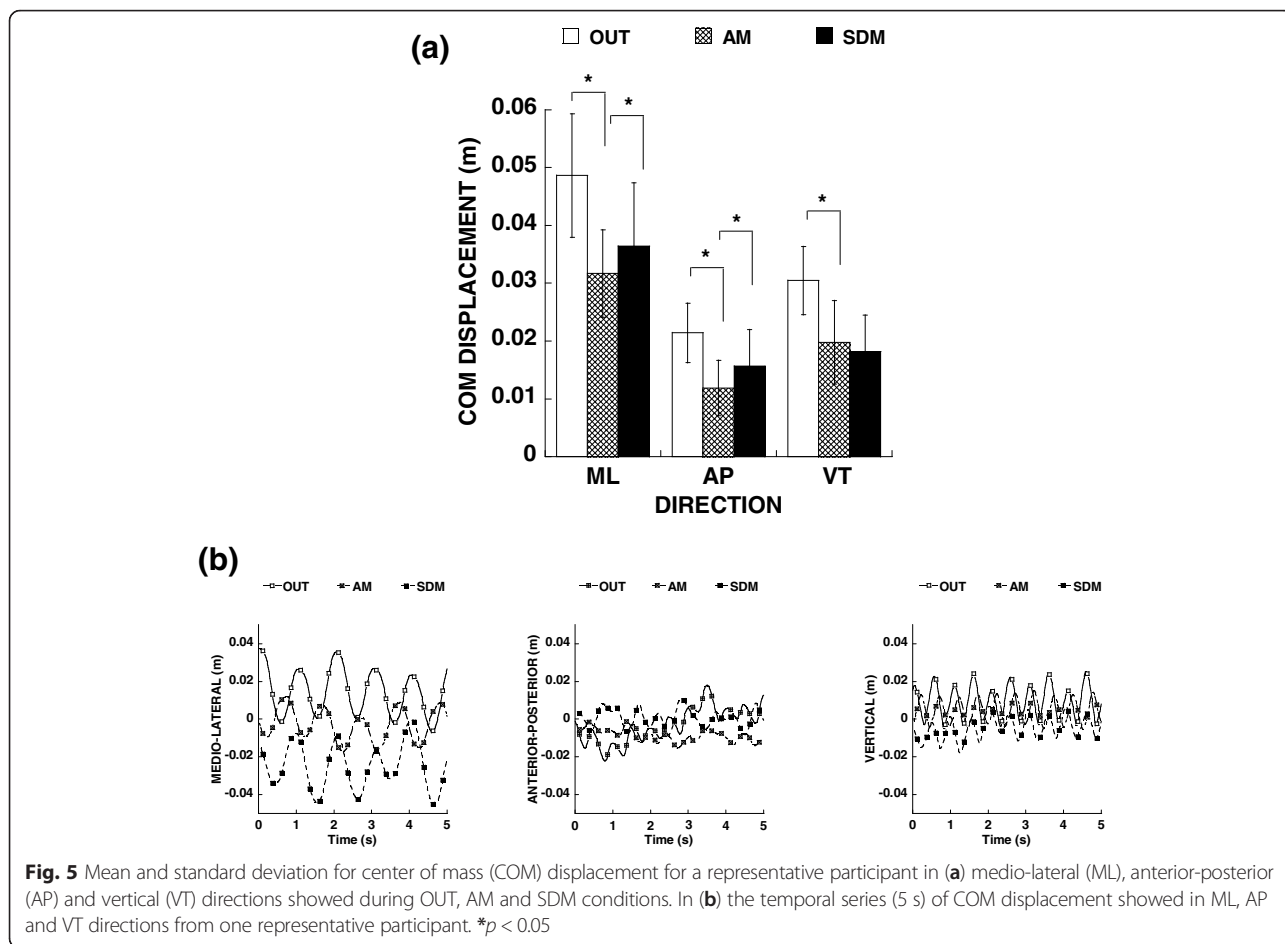 (a)
OUT AM SDM
* * * * *
0.06
0.05
0.04
0.03
0.02
0.01
0
COM DISPLACEMENT (m)
ML AP VT
DIRECTION
(b)
OUT AM SDM
0.04
0.02
0
-0.02
-0.04
MEDIO-LATERAL (m)
0 1 2 3 4 5
Time (s)
OUT AM SDM
0.04
0.02
0
-0.02
-0.04
ANTERIOR-POSTERIOR (m)
0 1 2 3 4 5
Time (s)
OUT AM SDM
0.04
0.02
0
-0.02
-0.04
VERTICAL (m)
0 1 2 3 4 5
Time (s)
Fig. 5 Mean and standard deviation for center of mass (COM) displacement for a representative participant in (a) medio-lateral (ML), anterior-posterior
(AP) and vertical (VT) directions showed during OUT, AM and SDM conditions. In (b) the temporal series (5 s) of COM displacement showed in ML, AP
and VT directions from one representative participant. *p < 0.05